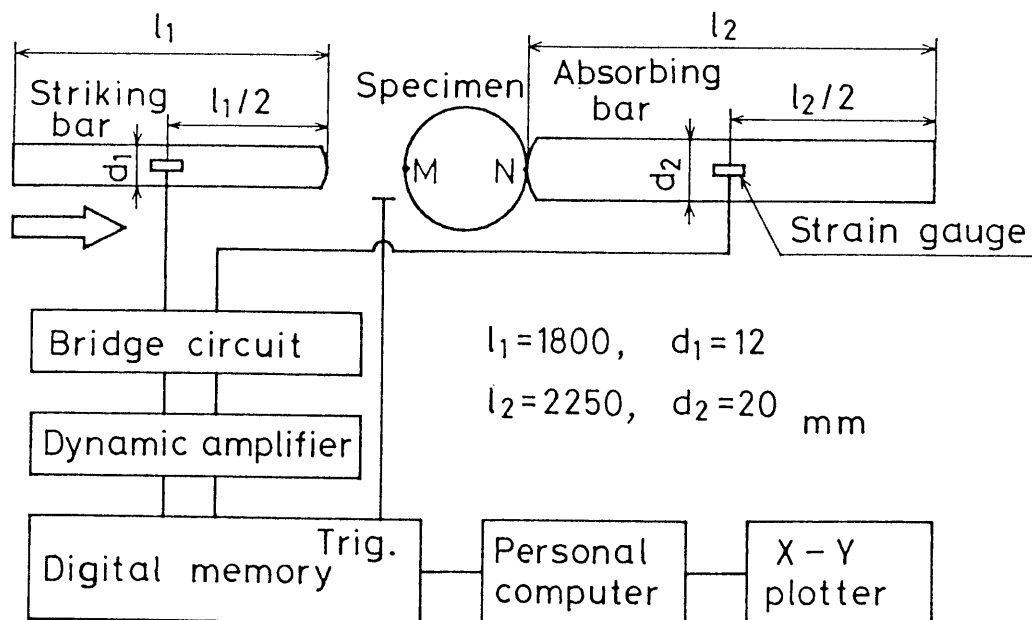 l₁
l₂
Striking
bar
l₁/2
Specimen
Absorbing
bar
l₂/2
d₁
M
N
d₂
Strain gauge
Bridge circuit
l₁=1800, d₁=12
l₂=2250, d₂=20 mm
Dynamic amplifier
Trig.
Digital memory
Personal
computer
X-Y
plotter